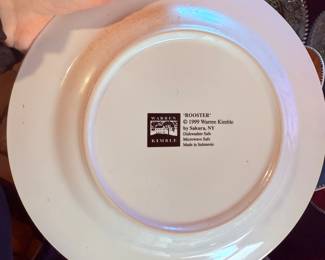 WARREN
KIMBLE
'ROOSTER'
© 1999 Warren Kimble
by Sakura, NY
Dishwasher Safe
Microwave Safe
Made in Indonesia